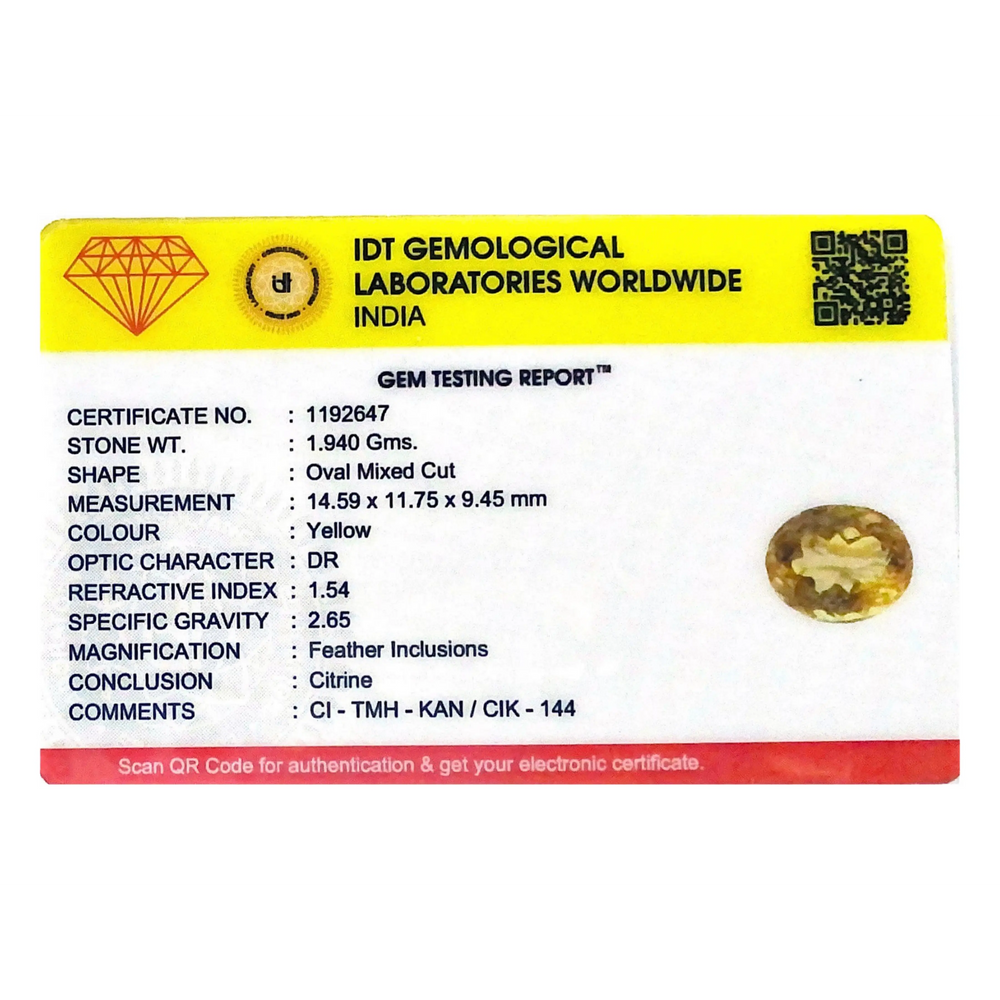 IDT GEMOLOGICAL
LABORATORIES WORLDWIDE
INDIA
idt
GEM TESTING REPORT™
CERTIFICATE NO. : 1192647
STONE WT. : 1.940 Gms.
SHAPE : Oval Mixed Cut
MEASUREMENT : 14.59 x 11.75 x 9.45 mm
COLOUR : Yellow
OPTIC CHARACTER : DR
REFRACTIVE INDEX : 1.54
SPECIFIC GRAVITY : 2.65
MAGNIFICATION : Feather Inclusions
CONCLUSION : Citrine
COMMENTS : CI - TMH - KAN / CIK - 144
Scan QR Code for authentication & get your electronic certificate.